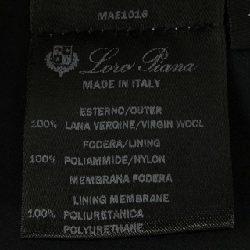 MAE1016
Loro Piana
MADE IN ITALY
ESTERNO/OUTER
100% LANA VERGINE/VIRGIN WOOL
FODERA/LINING
100% POLIAMMIDE/NYLON
MEMBRANA FODERA
LINING MEMBRANE
100% POLIURETANICA
POLYURETHANE